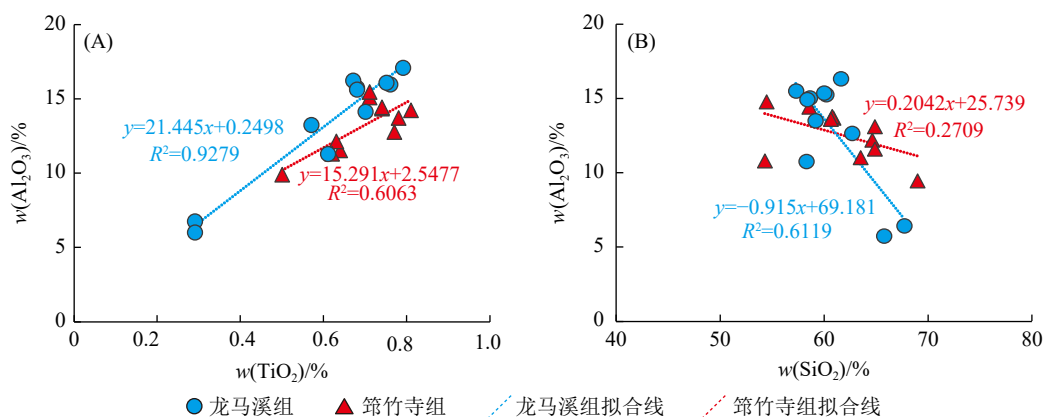 (A)
20
15
10
5
0
w(Al₂O₃)/%
y=21.445x+0.2498
R²=0.9279
y=15.291x+2.5477
R²=0.6063
0 0.2 0.4 0.6 0.8 1.0
w(TiO₂)/%
(B)
20
15
10
5
0
w(Al₂O₃)/%
y=0.2042x+25.739
R²=0.2709
y=−0.915x+69.181
R²=0.6119
40 50 60 70 80
w(SiO₂)/%
龙马溪组 筇竹寺组 龙马溪组拟合线 筇竹寺组拟合线